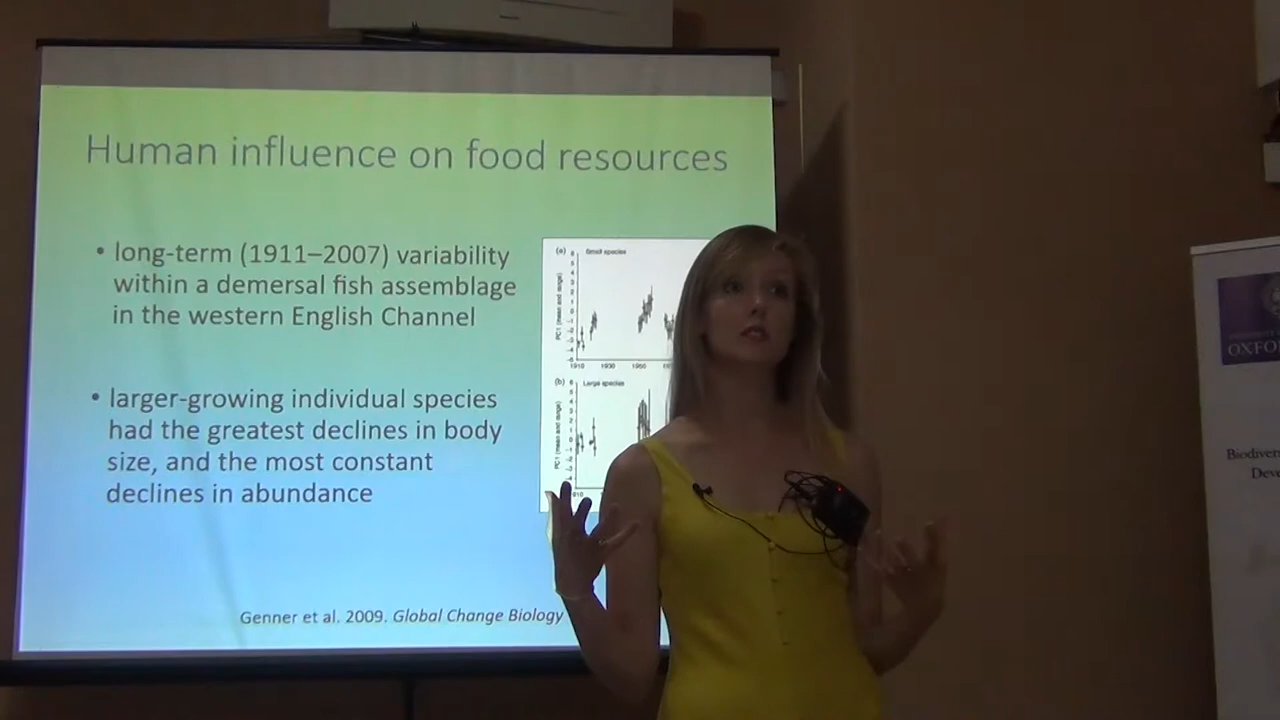 Human influence on food resources
• long-term (1911–2007) variability
within a demersal fish assemblage
in the western English Channel
• larger-growing individual species
had the greatest declines in body
size, and the most constant
declines in abundance
Genner et al. 2009. Global Change Biology
(a)
Small species
PC1 (mean and range)
1910 1930 1950
(b)
Large species
PC1 (mean and range)
OXFO
Biodiver
Deve